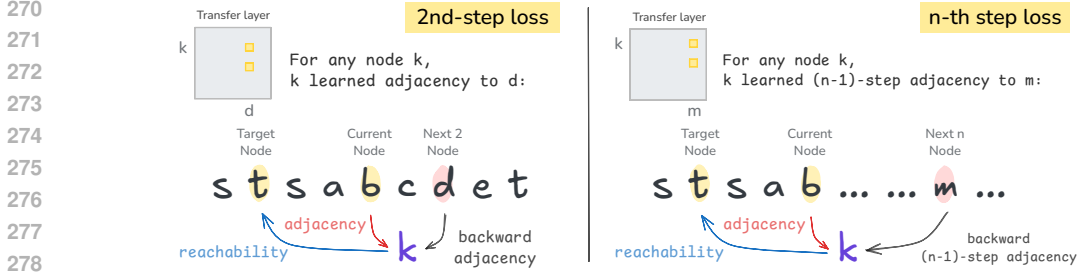 270
271
272
273
274
275
276
277
278
Transfer layer
2nd-step loss
k
d
For any node k,
k learned adjacency to d:
Target
Node
Current
Node
Next 2
Node
s t s a b c d e t
adjacency
reachability
k
backward
adjacency
Transfer layer
n-th step loss
k
m
For any node k,
k learned (n-1)-step adjacency to m:
Target
Node
Current
Node
Next n
Node
s t s a b ... ... m ...
adjacency
reachability
k
backward
(n-1)-step adjacency